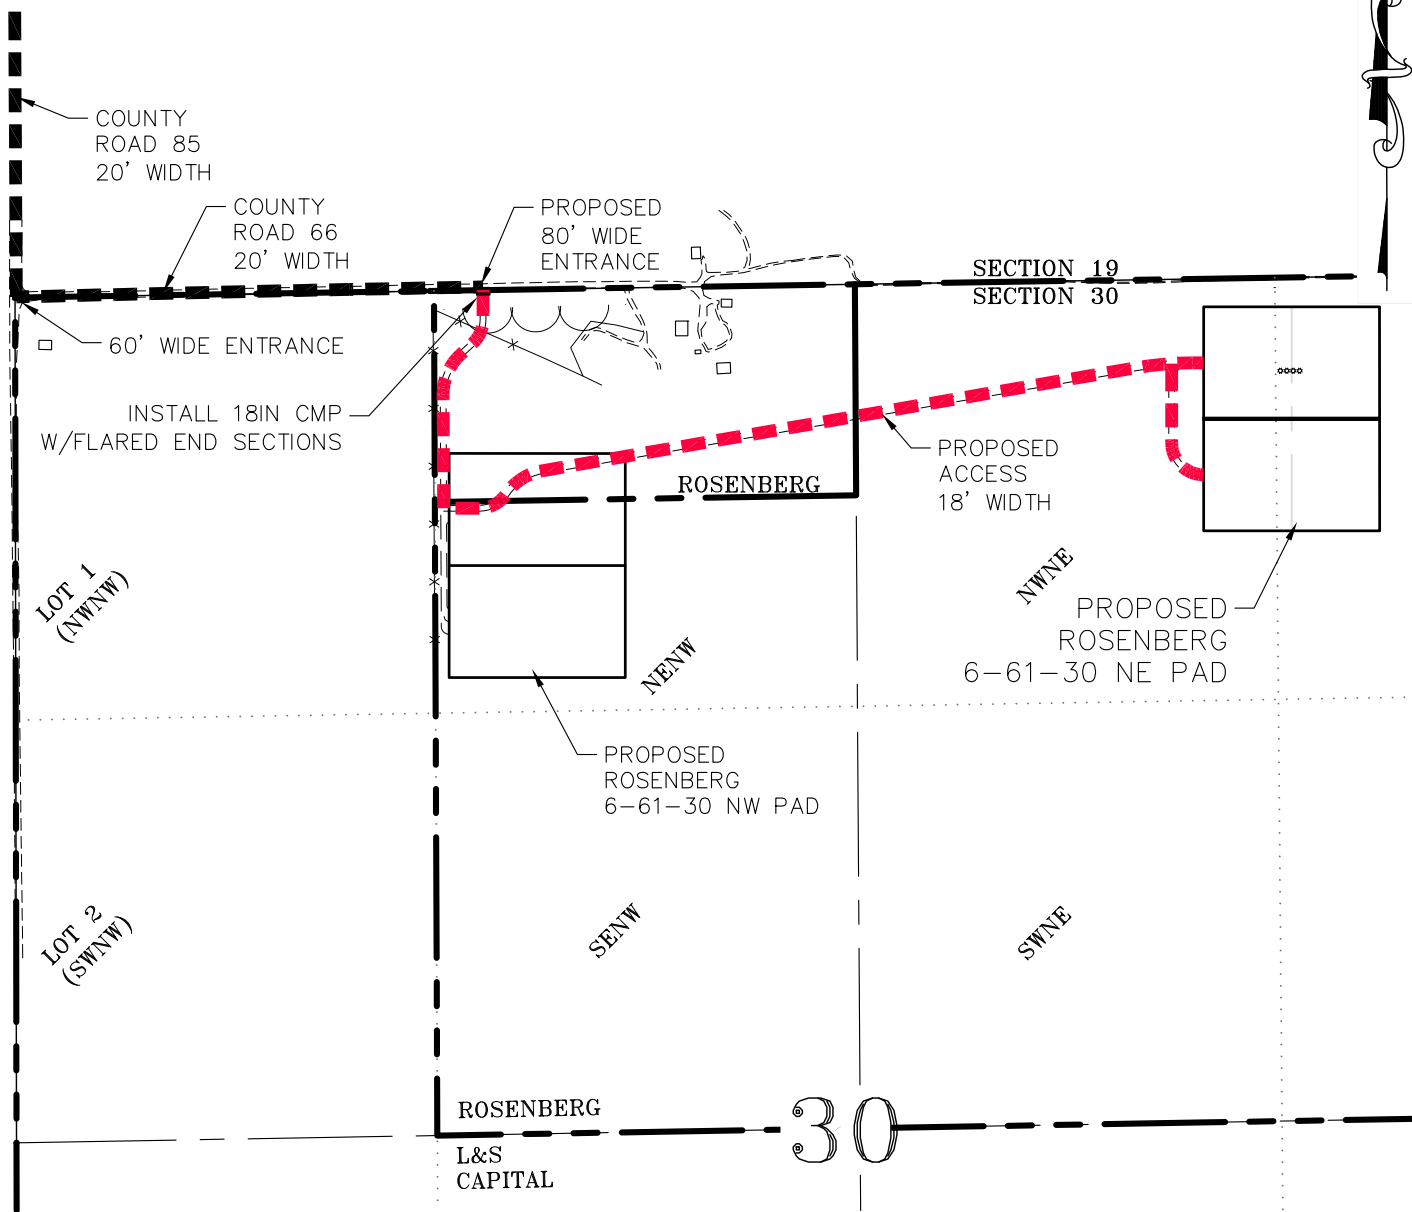 COUNTY
ROAD 85
20' WIDTH
COUNTY
ROAD 66
20' WIDTH
PROPOSED
80' WIDE
ENTRANCE
SECTION 19
SECTION 30
60' WIDE ENTRANCE
INSTALL 18IN CMP
W/FLARED END SECTIONS
PROPOSED
ACCESS
18' WIDTH
ROSENBERG
LOT 1
(NWNW)
NWNE
PROPOSED
ROSENBERG
6-61-30 NE PAD
NENW
PROPOSED
ROSENBERG
6-61-30 NW PAD
LOT 2
(SWNW)
SENW
SWNE
ROSENBERG
30
L&S
CAPITAL